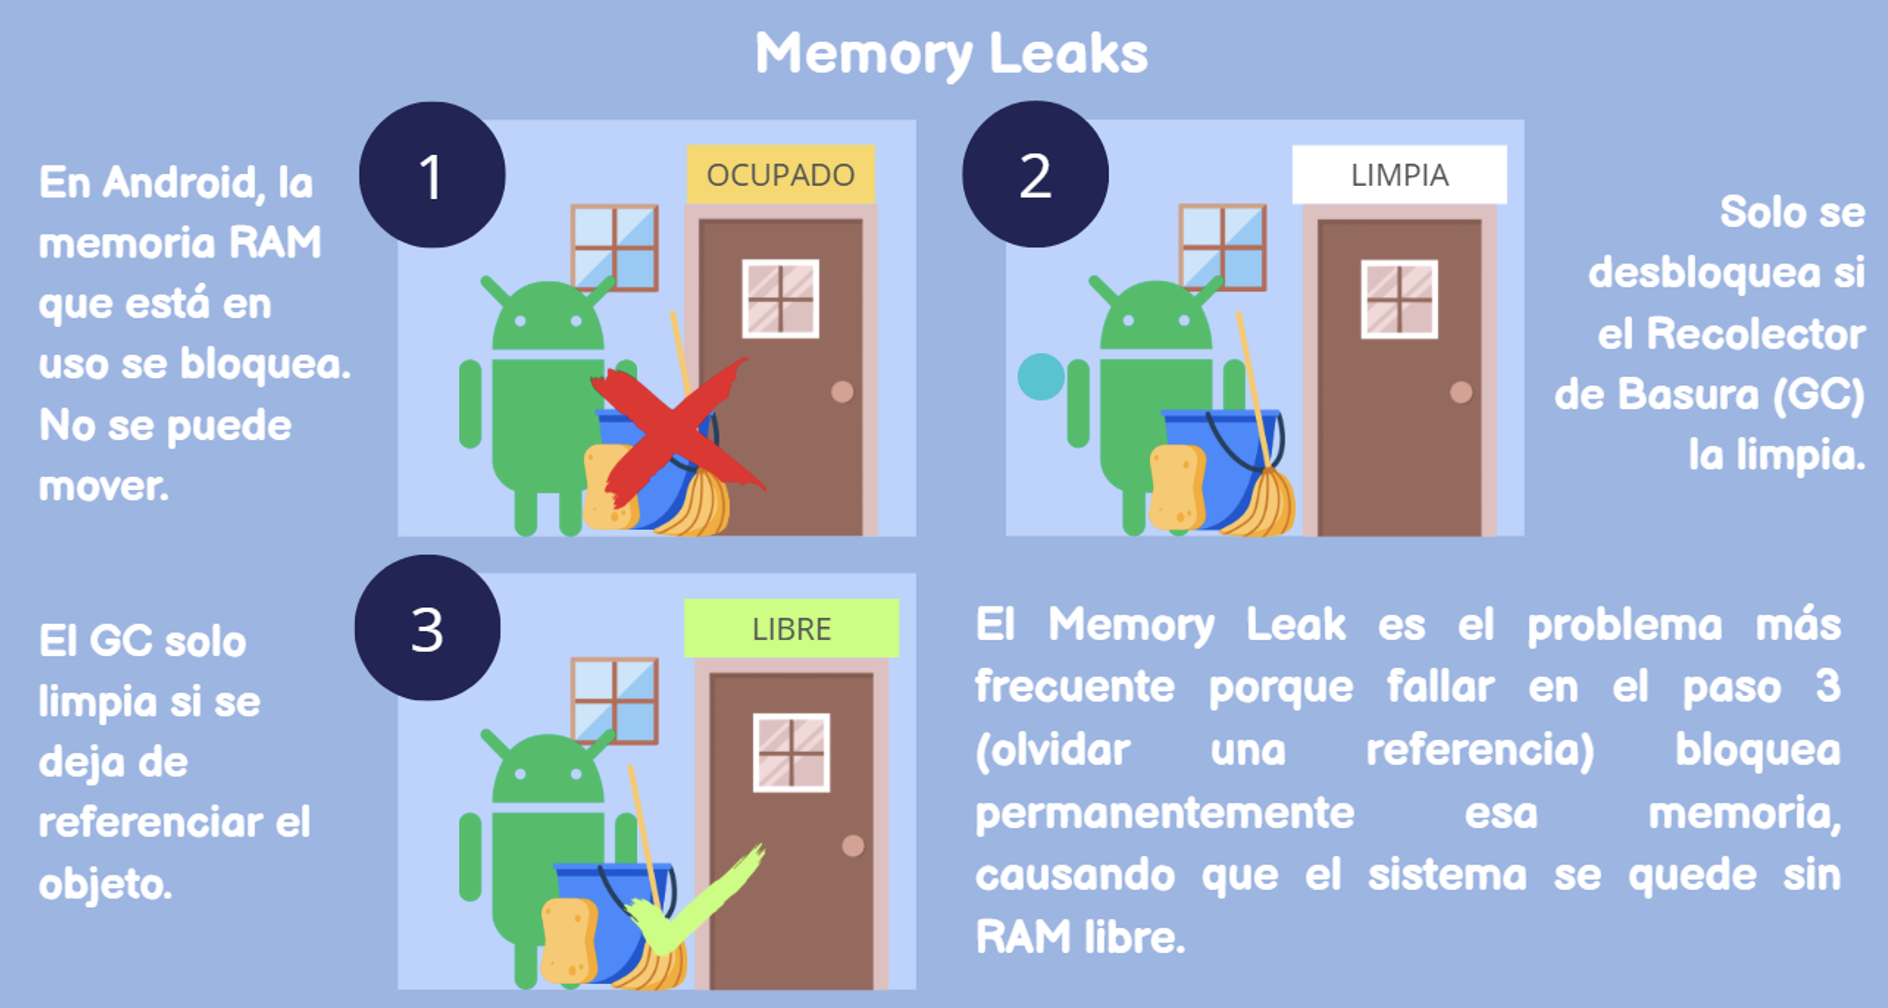 Memory Leaks
En Android, la
memoria RAM
que está en
uso se bloquea.
No se puede
mover.
1
OCUPADO
2
LIMPIA
Solo se
desbloquea si
el Recolector
de Basura (GC)
la limpia.
El GC solo
limpia si se
deja de
referenciar el
objeto.
3
LIBRE
El Memory Leak es el problema más
frecuente porque fallar en el paso 3
(olvidar una referencia) bloquea
permanentemente esa memoria,
causando que el sistema se quede sin
RAM libre.